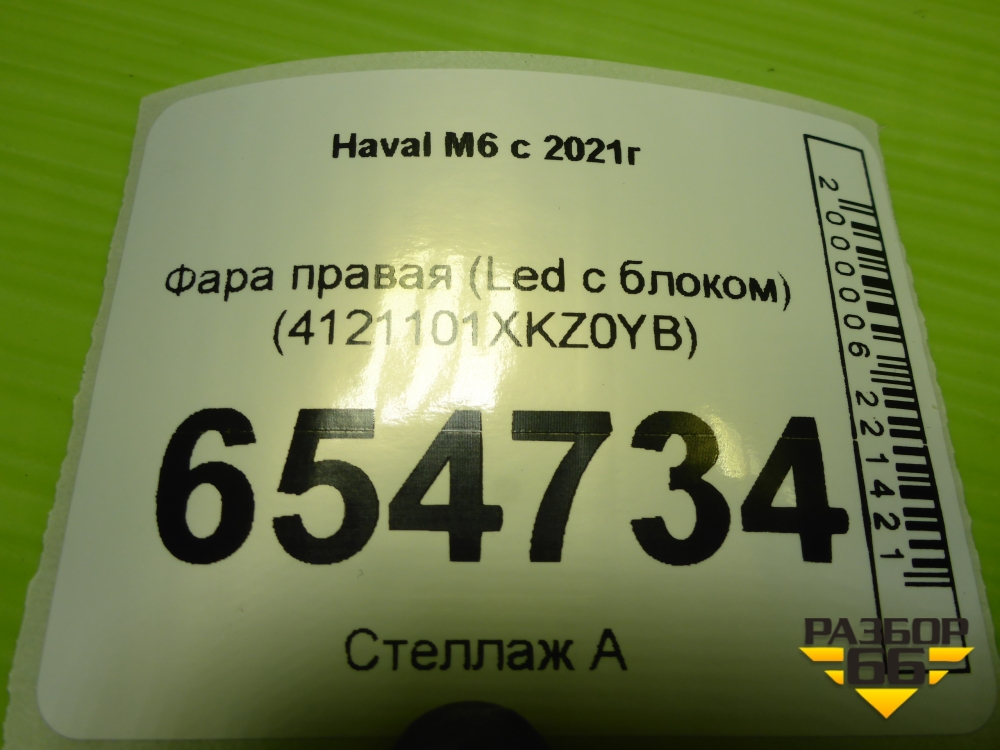 Haval M6 с 2021г
Фара правая (Led с блоком)
(4121101XKZ0YB)
654734
Стеллаж А
2000006221421
РАЗБОР
66